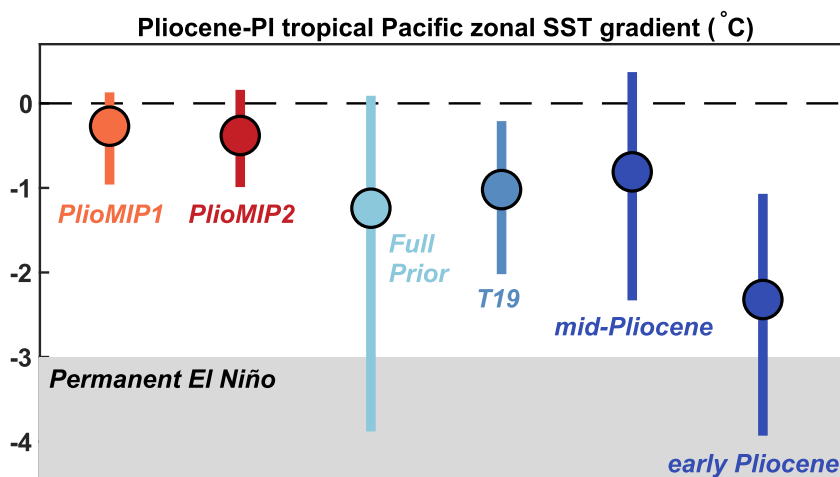 Pliocene-PI tropical Pacific zonal SST gradient (°C)
0
-1
-2
-3
-4
PlioMIP1
PlioMIP2
Full
Prior
T19
mid-Pliocene
Permanent El Niño
early Pliocene